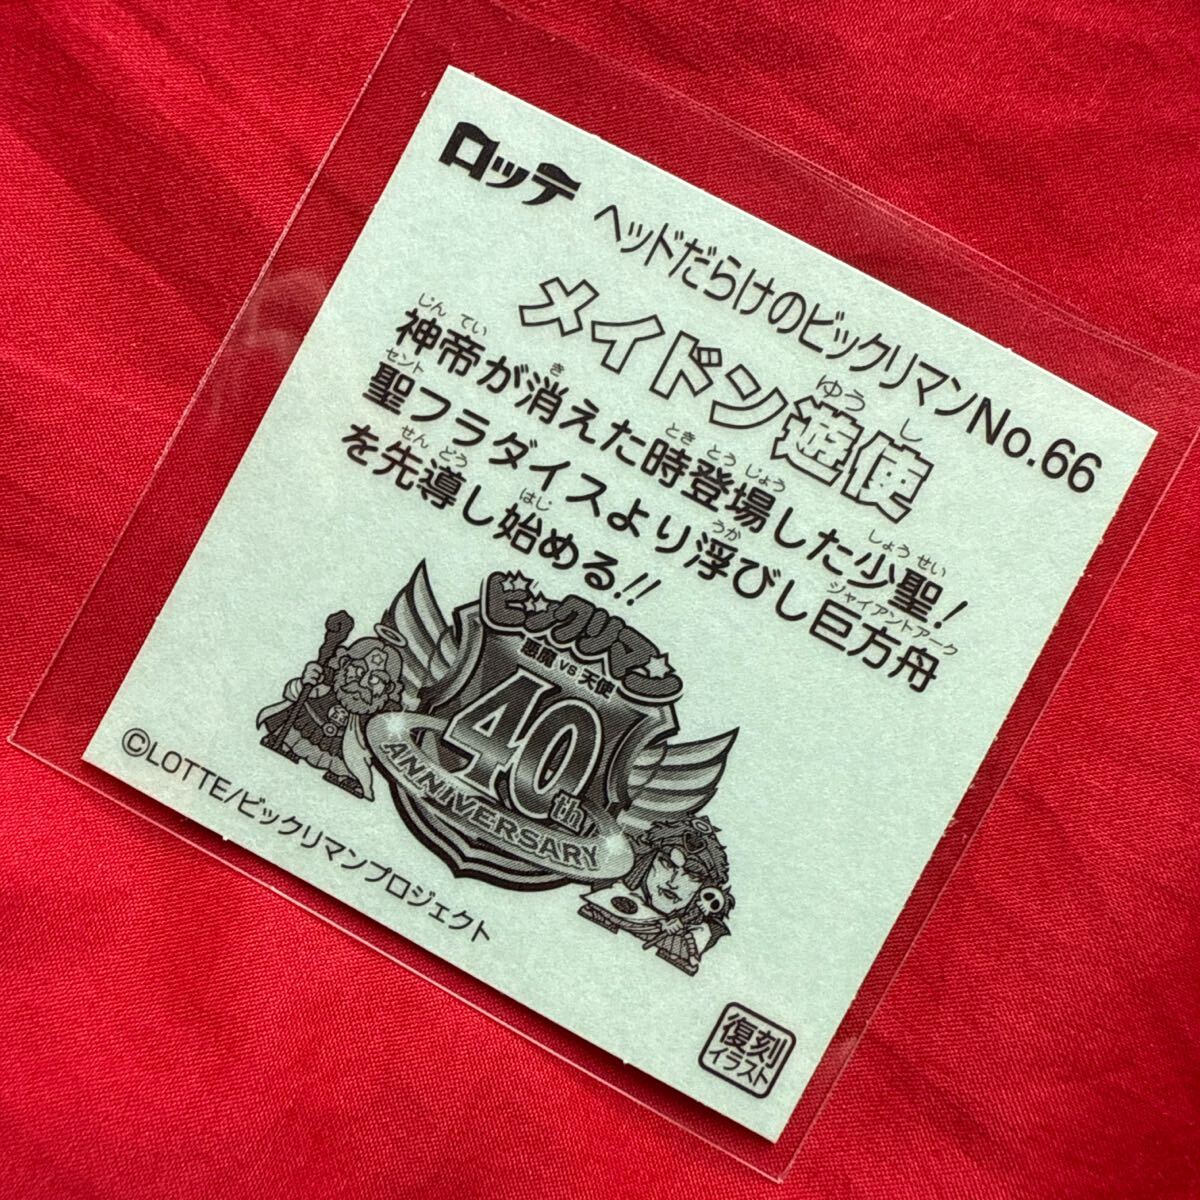 ロッテ
ヘッドだらけのビックリマンNo.66
ゆうし
メイドン遊使
じんてい き とき とうじょう しょうせい
神帝が消えた時登場した少聖!
セント うか ジャイアントアーク
聖フラダイスより浮びし巨方舟
せんどう はじ
を先導し始める!!
ビックリマン
悪魔 VS 天使
40th
ANNIVERSARY
©LOTTE/ビックリマンプロジェクト
復刻
イラスト